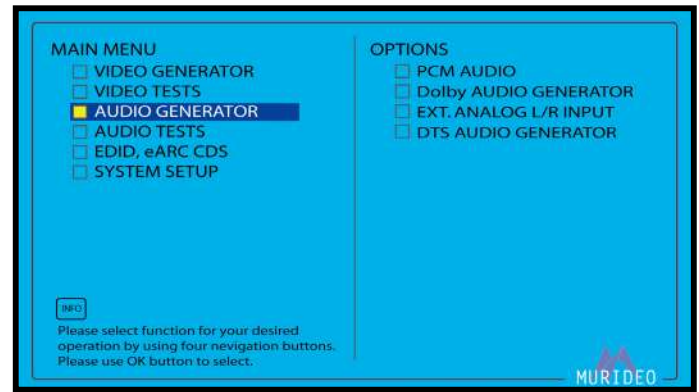 MAIN MENU
VIDEO GENERATOR
VIDEO TESTS
AUDIO GENERATOR
AUDIO TESTS
EDID, eARC CDS
SYSTEM SETUP
OPTIONS
PCM AUDIO
Dolby AUDIO GENERATOR
EXT. ANALOG L/R INPUT
DTS AUDIO GENERATOR
INFO
Please select function for your desired
operation by using four nevigation buttons.
Please use OK button to select.
MURIDEO